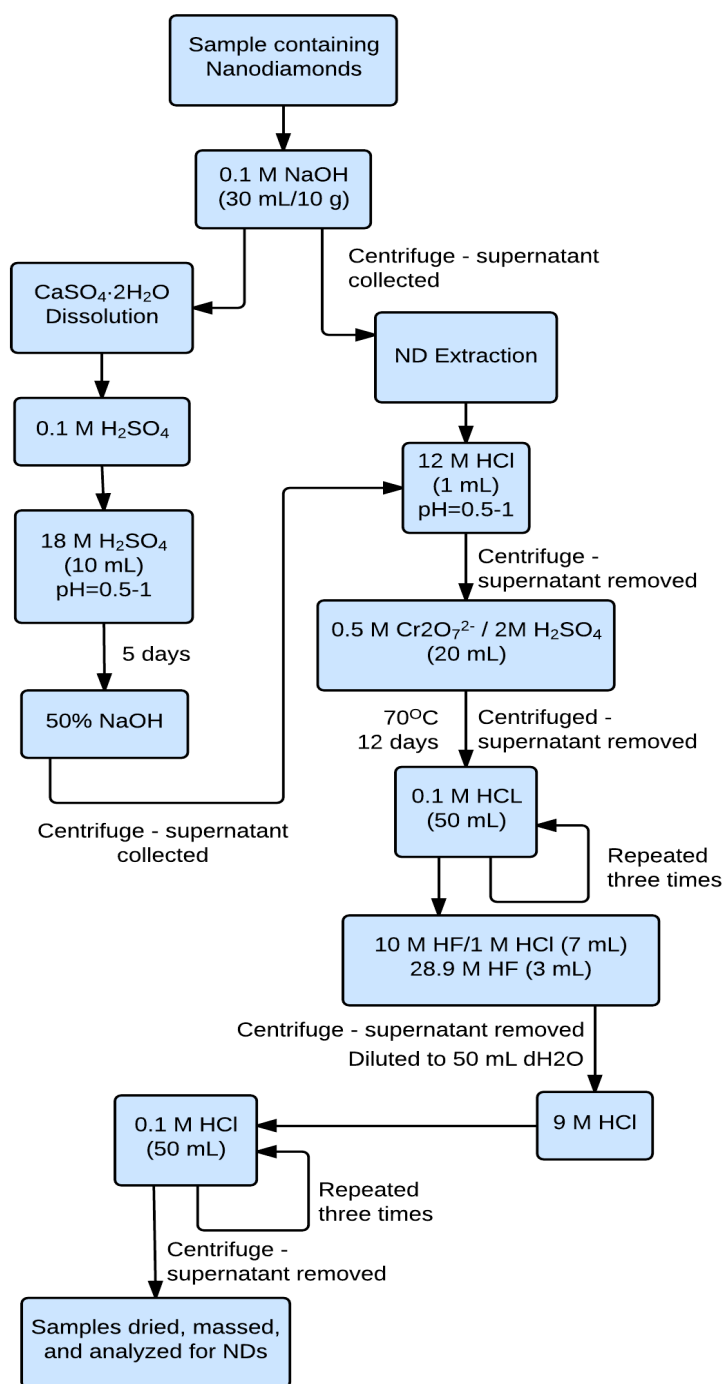 Sample containing
Nanodiamonds
0.1 M NaOH
(30 mL/10 g)
Centrifuge - supernatant
collected
CaSO₄·2H₂O
Dissolution
ND Extraction
0.1 M H₂SO₄
12 M HCl
(1 mL)
pH=0.5-1
18 M H₂SO₄
(10 mL)
pH=0.5-1
Centrifuge -
supernatant removed
0.5 M Cr2O₇²⁻ / 2M H₂SO₄
(20 mL)
5 days
50% NaOH
70ᴼC
12 days
Centrifuged -
supernatant removed
0.1 M HCL
(50 mL)
Centrifuge - supernatant
collected
Repeated
three times
10 M HF/1 M HCl (7 mL)
28.9 M HF (3 mL)
Centrifuge - supernatant removed
Diluted to 50 mL dH2O
9 M HCl
0.1 M HCl
(50 mL)
Repeated
three times
Centrifuge -
supernatant removed
Samples dried, massed,
and analyzed for NDs